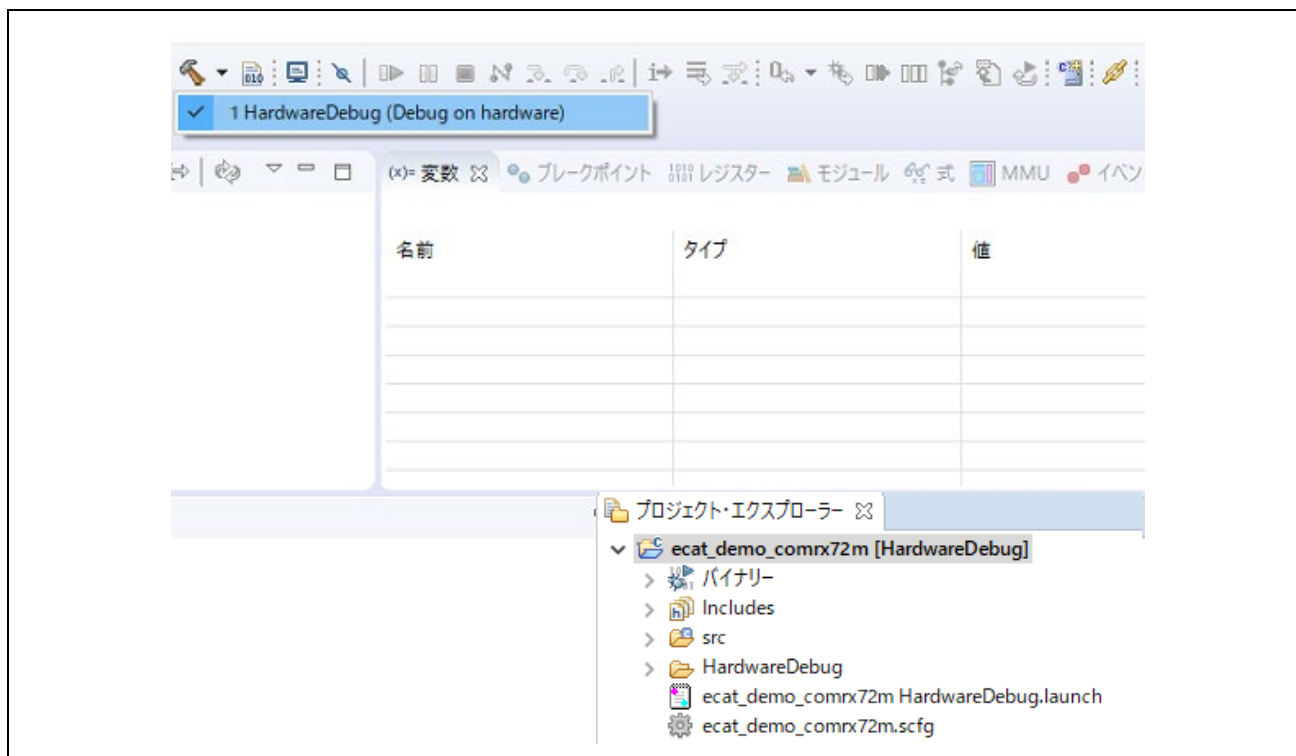 1 HardwareDebug (Debug on hardware)
(x)= 変数 ブレークポイント レジスター モジュール 式 MMU イベン
名前 タイプ 値
プロジェクト・エクスプローラー
ecat_demo_comrx72m [HardwareDebug]
バイナリー
Includes
src
HardwareDebug
ecat_demo_comrx72m HardwareDebug.launch
ecat_demo_comrx72m.scfg